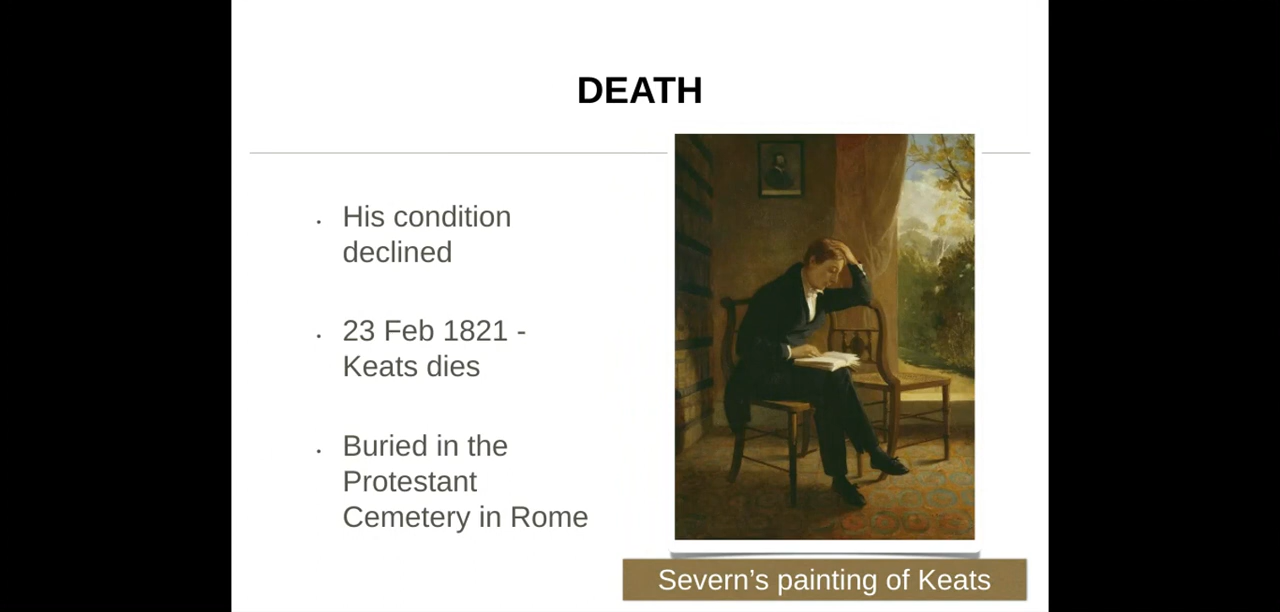 DEATH
His condition
declined
23 Feb 1821 -
Keats dies
Buried in the
Protestant
Cemetery in Rome
Severn’s painting of Keats